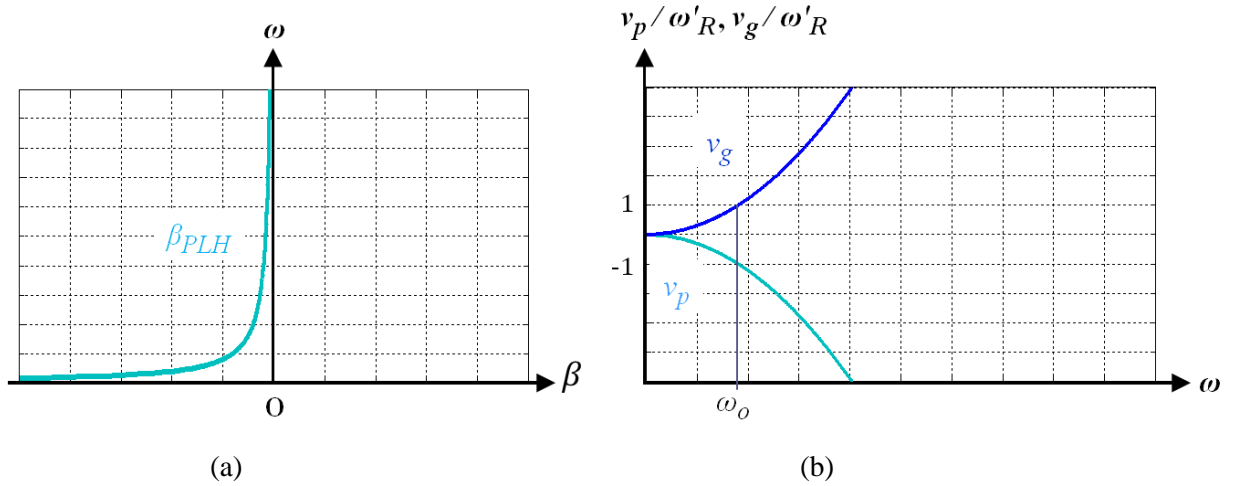 ω
β_PLH
β
O
(a)
v_p / ω'_R, v_g / ω'_R
v_g
1
-1
v_p
ω_o
ω
(b)